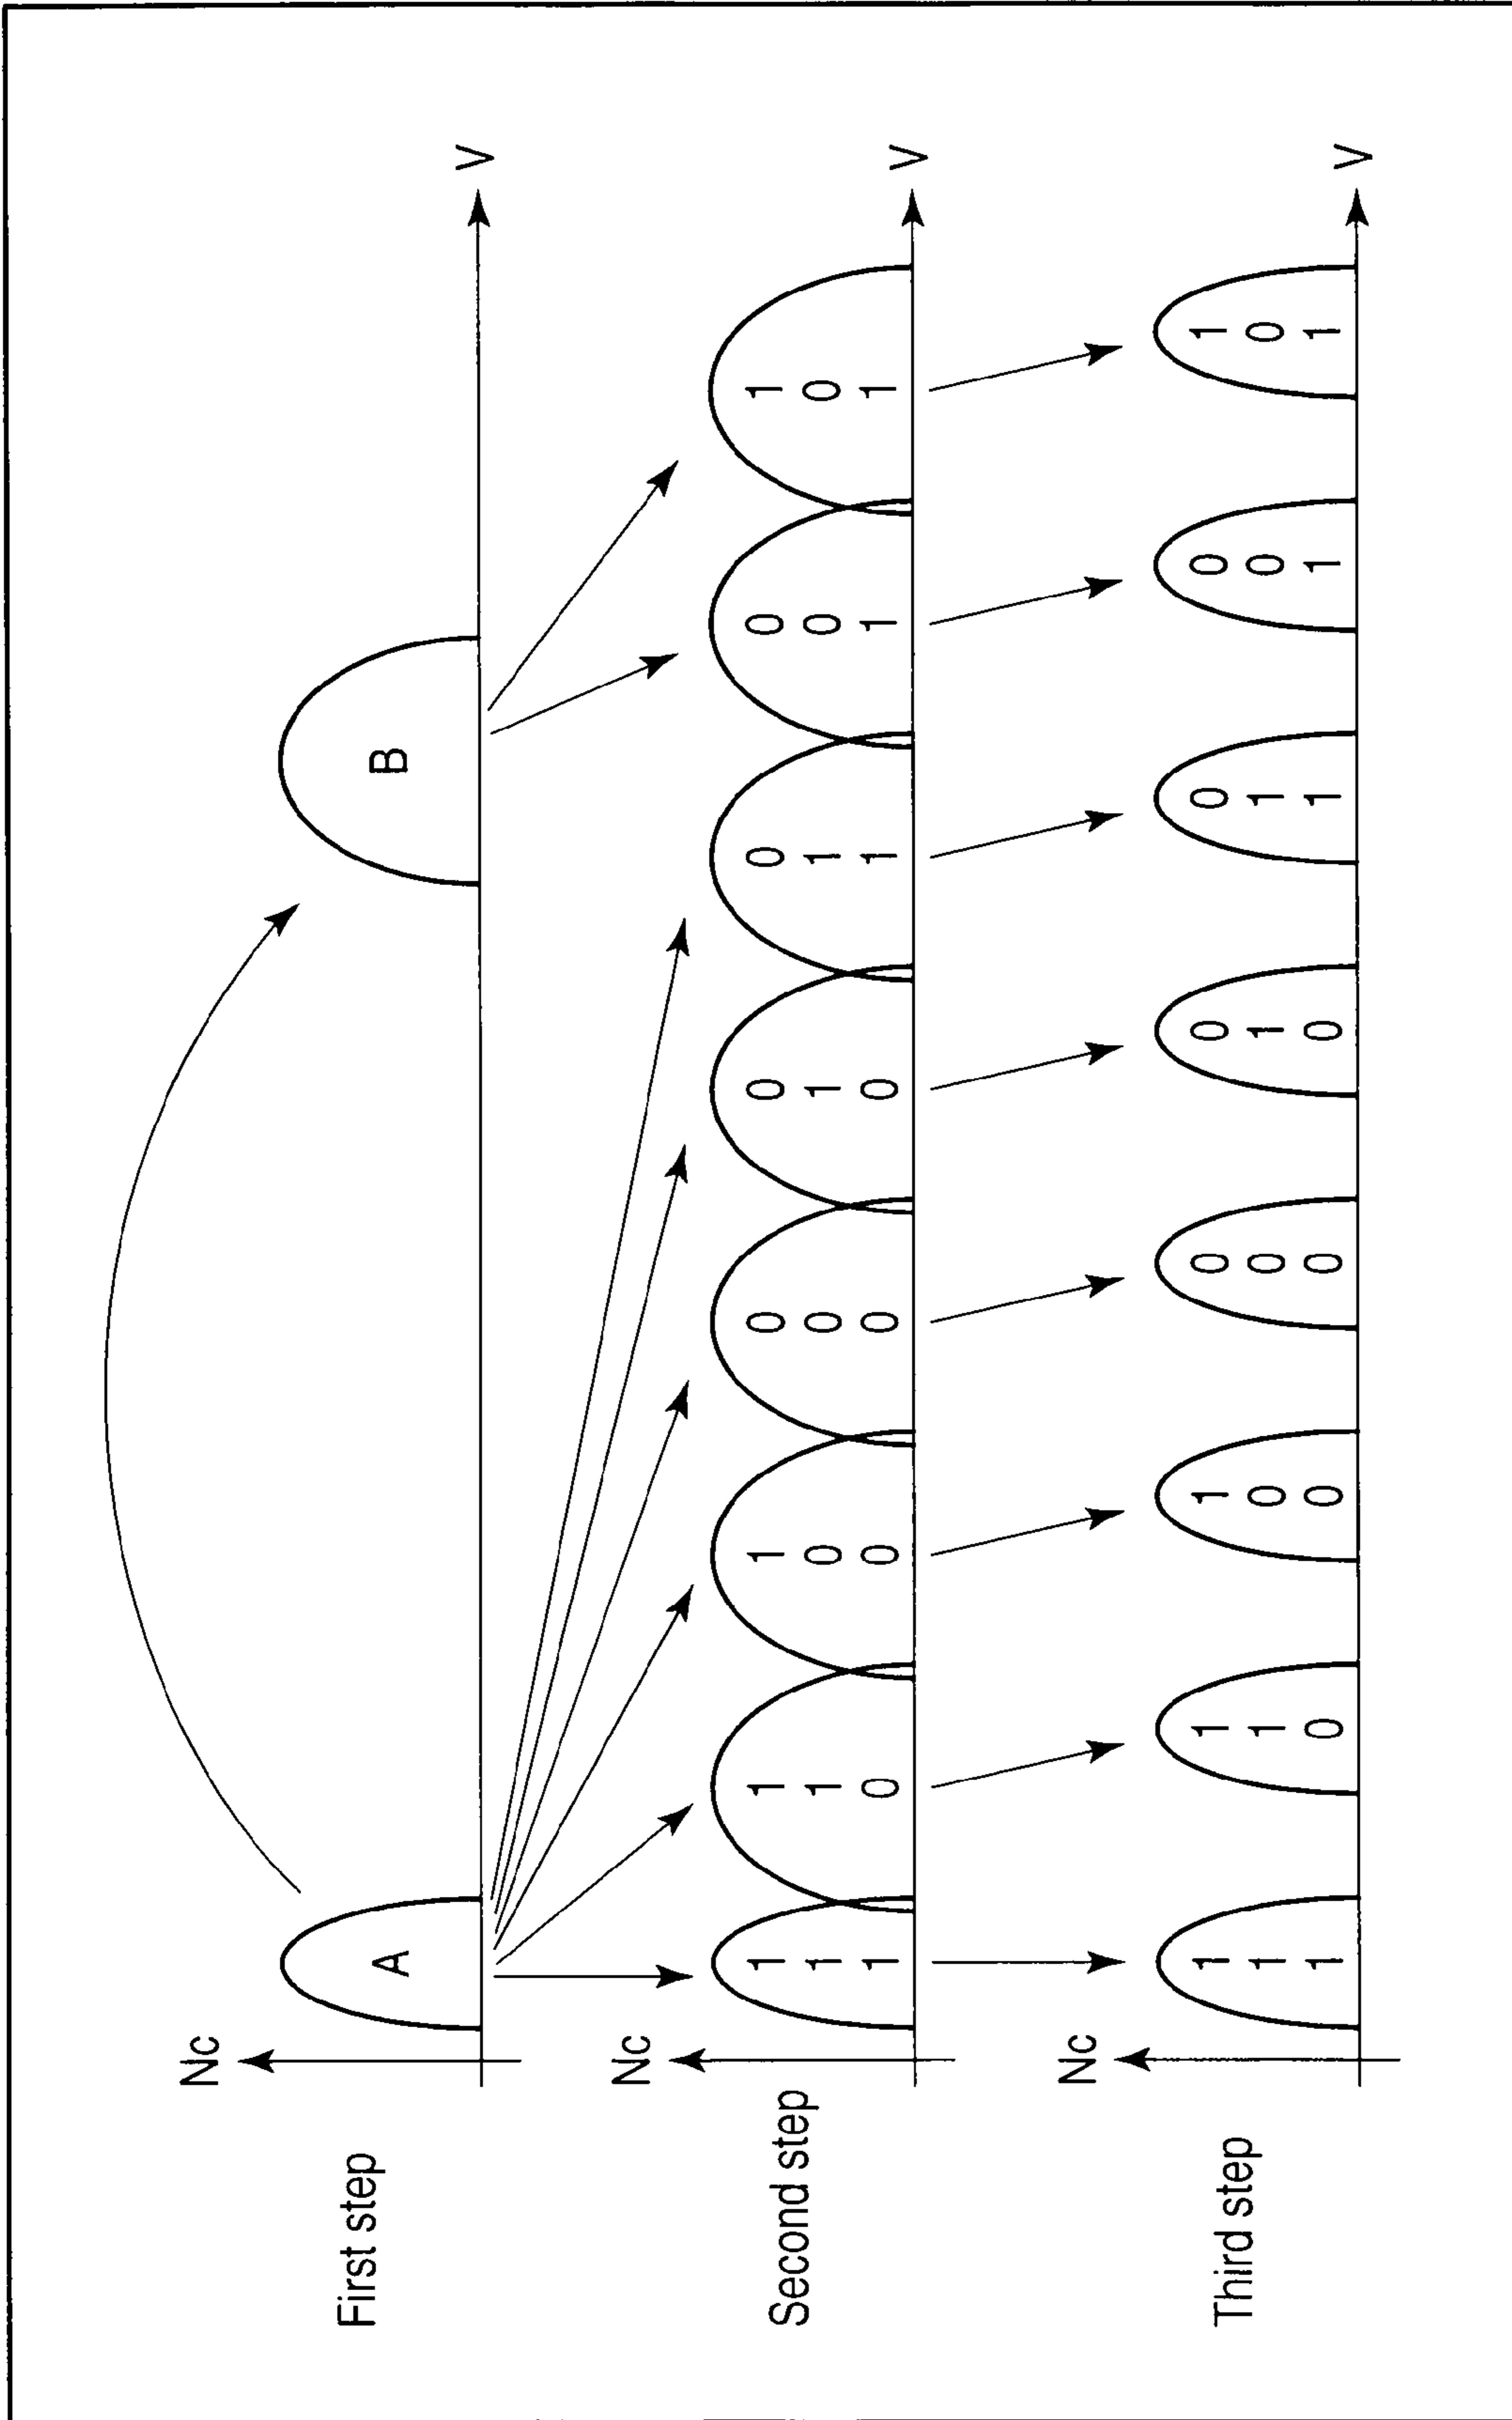 Nc
First step
A
B
V
Nc
Second step
1 1 1 0 0 0 0 1
1 1 0 0 1 1 0 0
1 0 0 0 0 1 1 1
V
Nc
Third step
1 1 1 0 0 0 0 1
1 1 0 0 1 1 0 0
1 0 0 0 0 1 1 1
V